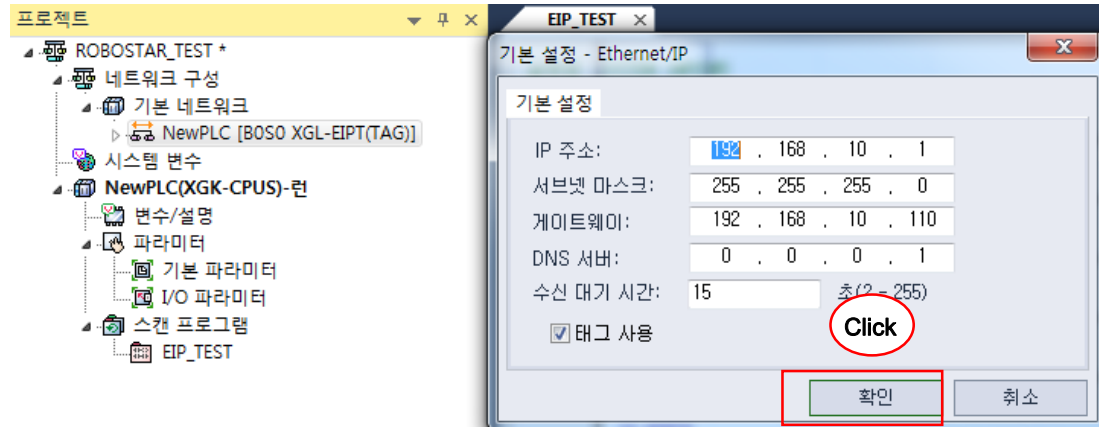 프로젝트
ROBOSTAR_TEST *
네트워크 구성
기본 네트워크
NewPLC [B0S0 XGL-EIPT(TAG)]
시스템 변수
NewPLC(XGK-CPUS)-런
변수/설명
파라미터
기본 파라미터
I/O 파라미터
스캔 프로그램
EIP_TEST
EIP_TEST
기본 설정 - Ethernet/IP
기본 설정
IP 주소: 192 . 168 . 10 . 1
서브넷 마스크: 255 . 255 . 255 . 0
게이트웨이: 192 . 168 . 10 . 110
DNS 서버: 0 . 0 . 0 . 1
수신 대기 시간: 15 초(2 - 255)
태그 사용
Click
확인 취소